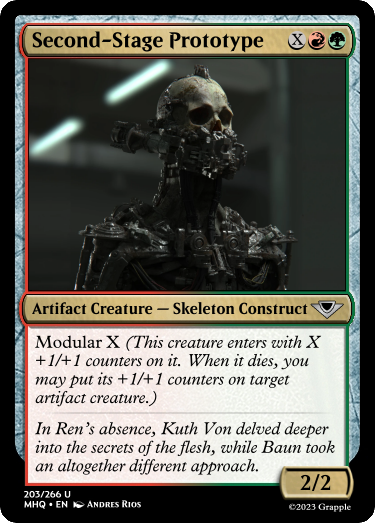 Second-Stage Prototype X
Artifact Creature — Skeleton Construct
Modular X (This creature enters with X
+1/+1 counters on it. When it dies, you
may put its +1/+1 counters on target
artifact creature.)
In Ren's absence, Kuth Von delved deeper
into the secrets of the flesh, while Baun took
an altogether different approach.
2/2
203/266 U
MHQ • EN Andres Rios
©2023 Grapple